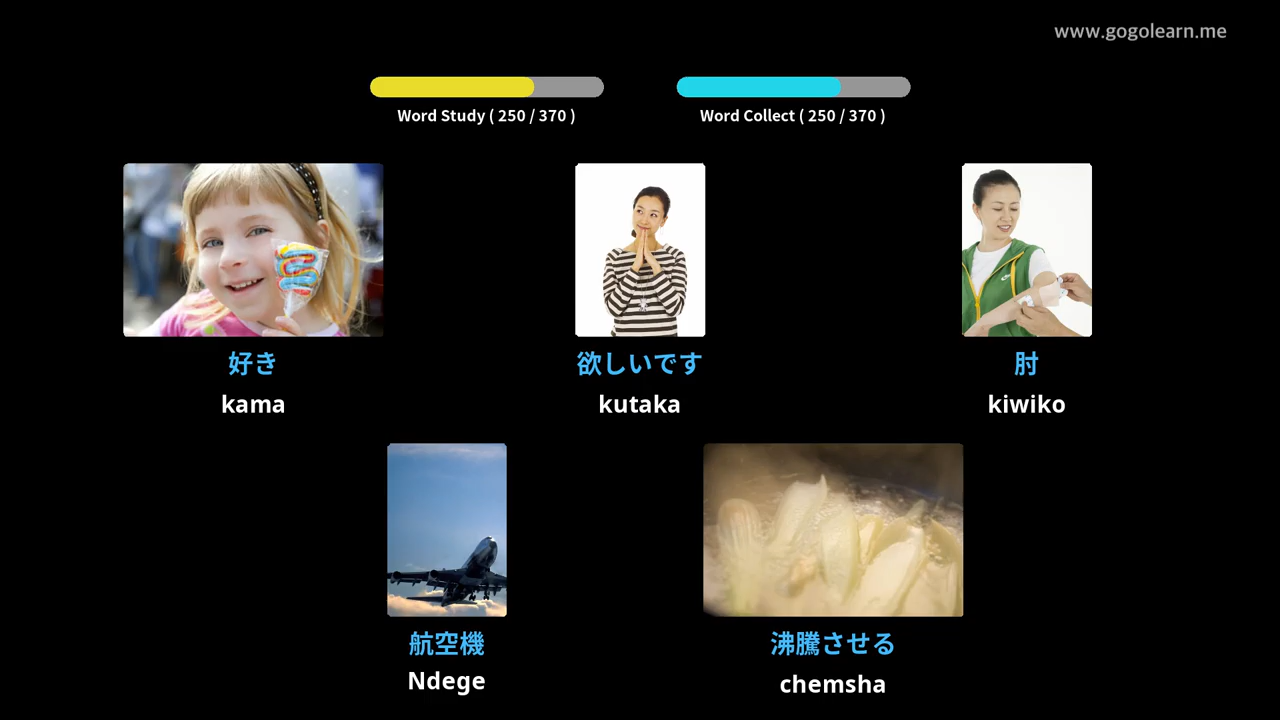 www.gogolearn.me
Word Study ( 250 / 370 )
Word Collect ( 250 / 370 )
好き
kama
欲しいです
kutaka
肘
kiwiko
航空機
Ndege
沸騰させる
chemsha